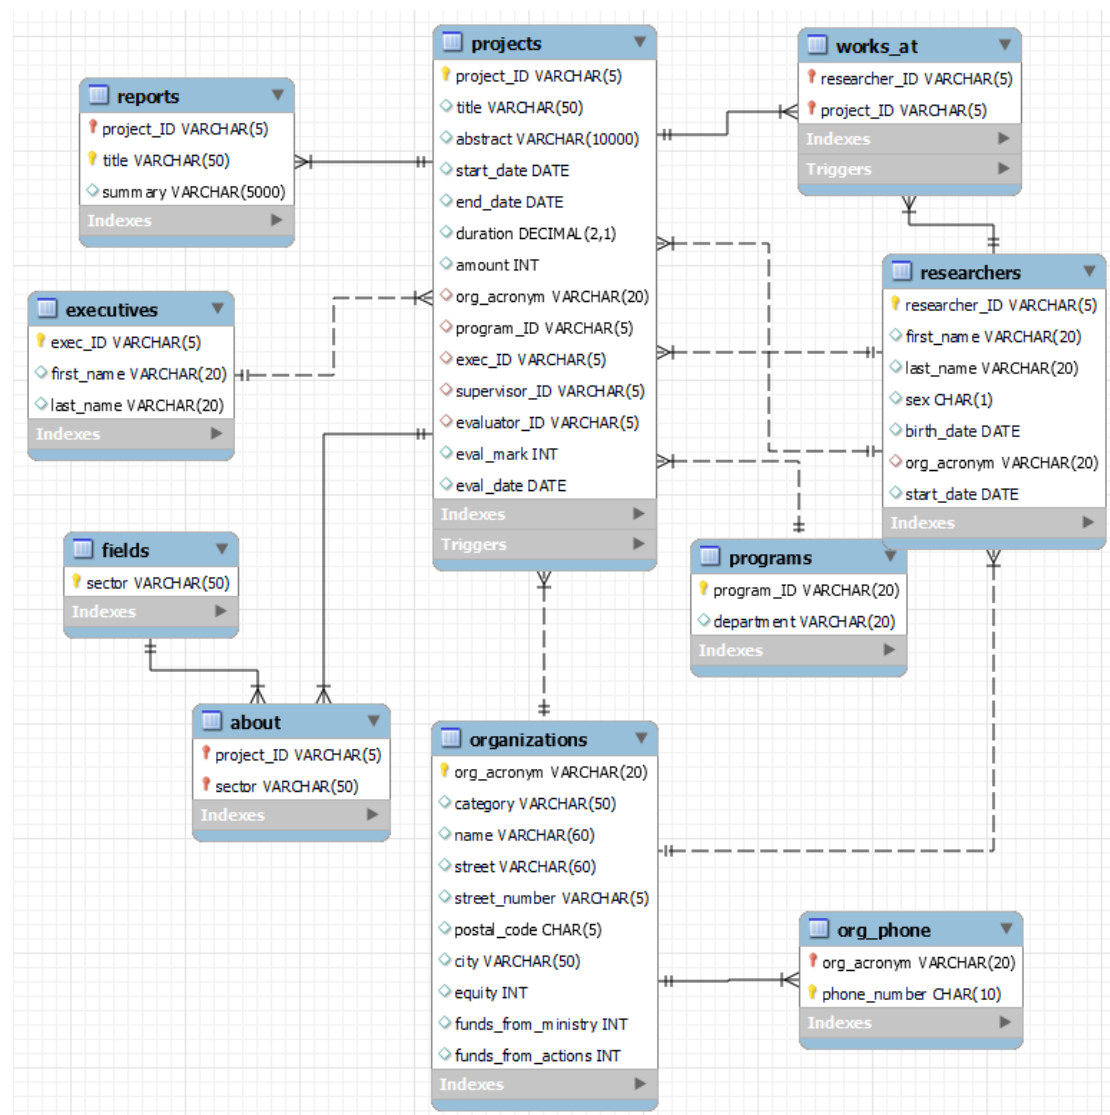 projects
project_ID VARCHAR(5)
title VARCHAR(50)
abstract VARCHAR(10000)
start_date DATE
end_date DATE
duration DECIMAL(2,1)
amount INT
org_acronym VARCHAR(20)
program_ID VARCHAR(5)
exec_ID VARCHAR(5)
supervisor_ID VARCHAR(5)
evaluator_ID VARCHAR(5)
eval_mark INT
eval_date DATE
Indexes
Triggers
works_at
researcher_ID VARCHAR(5)
project_ID VARCHAR(5)
Indexes
Triggers
reports
project_ID VARCHAR(5)
title VARCHAR(50)
summary VARCHAR(5000)
Indexes
researchers
researcher_ID VARCHAR(5)
first_name VARCHAR(20)
last_name VARCHAR(20)
sex CHAR(1)
birth_date DATE
org_acronym VARCHAR(20)
start_date DATE
Indexes
executives
exec_ID VARCHAR(5)
first_name VARCHAR(20)
last_name VARCHAR(20)
Indexes
fields
sector VARCHAR(50)
Indexes
programs
program_ID VARCHAR(20)
department VARCHAR(20)
Indexes
about
project_ID VARCHAR(5)
sector VARCHAR(50)
Indexes
organizations
org_acronym VARCHAR(20)
category VARCHAR(50)
name VARCHAR(60)
street VARCHAR(60)
street_number VARCHAR(5)
postal_code CHAR(5)
city VARCHAR(50)
equity INT
funds_from_ministry INT
funds_from_actions INT
Indexes
org_phone
org_acronym VARCHAR(20)
phone_number CHAR(10)
Indexes